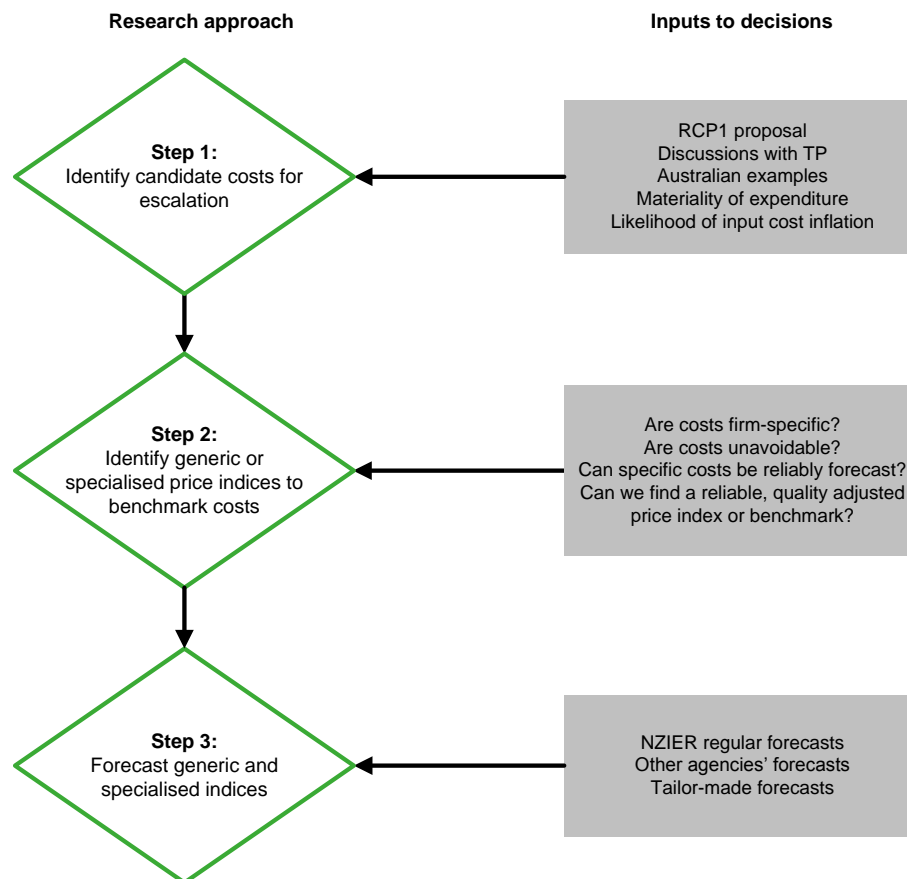 Research approach
Inputs to decisions
Step 1:
Identify candidate costs for
escalation
RCP1 proposal
Discussions with TP
Australian examples
Materiality of expenditure
Likelihood of input cost inflation
Step 2:
Identify generic or
specialised price indices to
benchmark costs
Are costs firm-specific?
Are costs unavoidable?
Can specific costs be reliably forecast?
Can we find a reliable, quality adjusted
price index or benchmark?
Step 3:
Forecast generic and
specialised indices
NZIER regular forecasts
Other agencies’ forecasts
Tailor-made forecasts